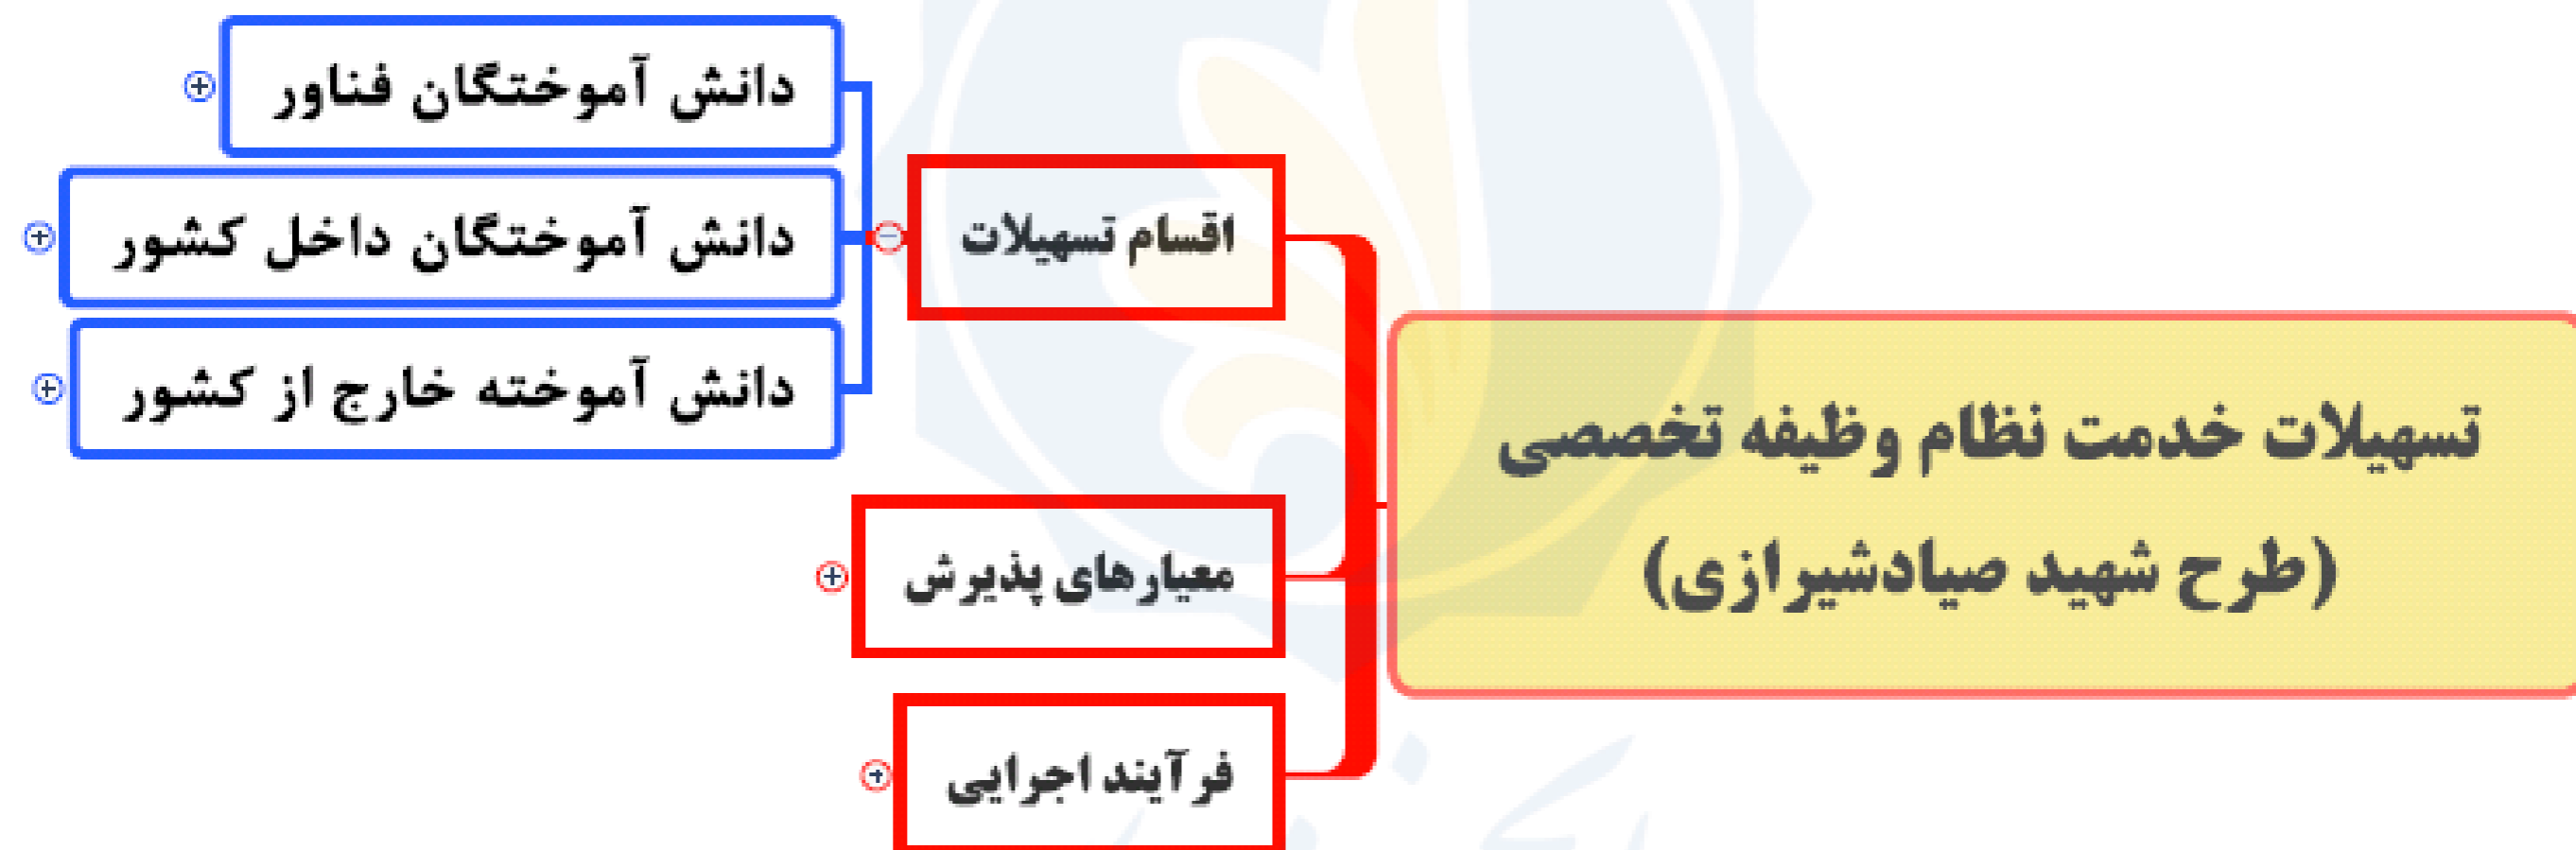 تسهیلات خدمت نظام وظیفه تخصصی
(طرح شهید صیادشیرازی)
اقسام تسهیلات
دانش آموختگان فناور
دانش آموختگان داخل کشور
دانش آموخته خارج از کشور
معیارهای پذیرش
فرآیند اجرایی